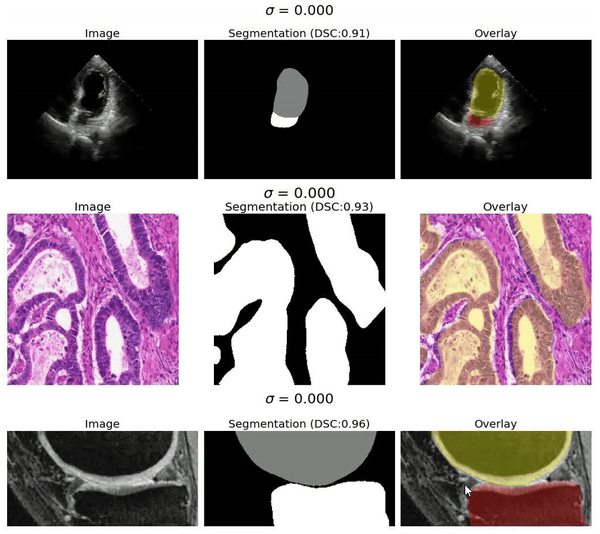 σ = 0.000
Image Segmentation (DSC:0.91) Overlay
σ = 0.000
Image Segmentation (DSC:0.93) Overlay
σ = 0.000
Image Segmentation (DSC:0.96) Overlay